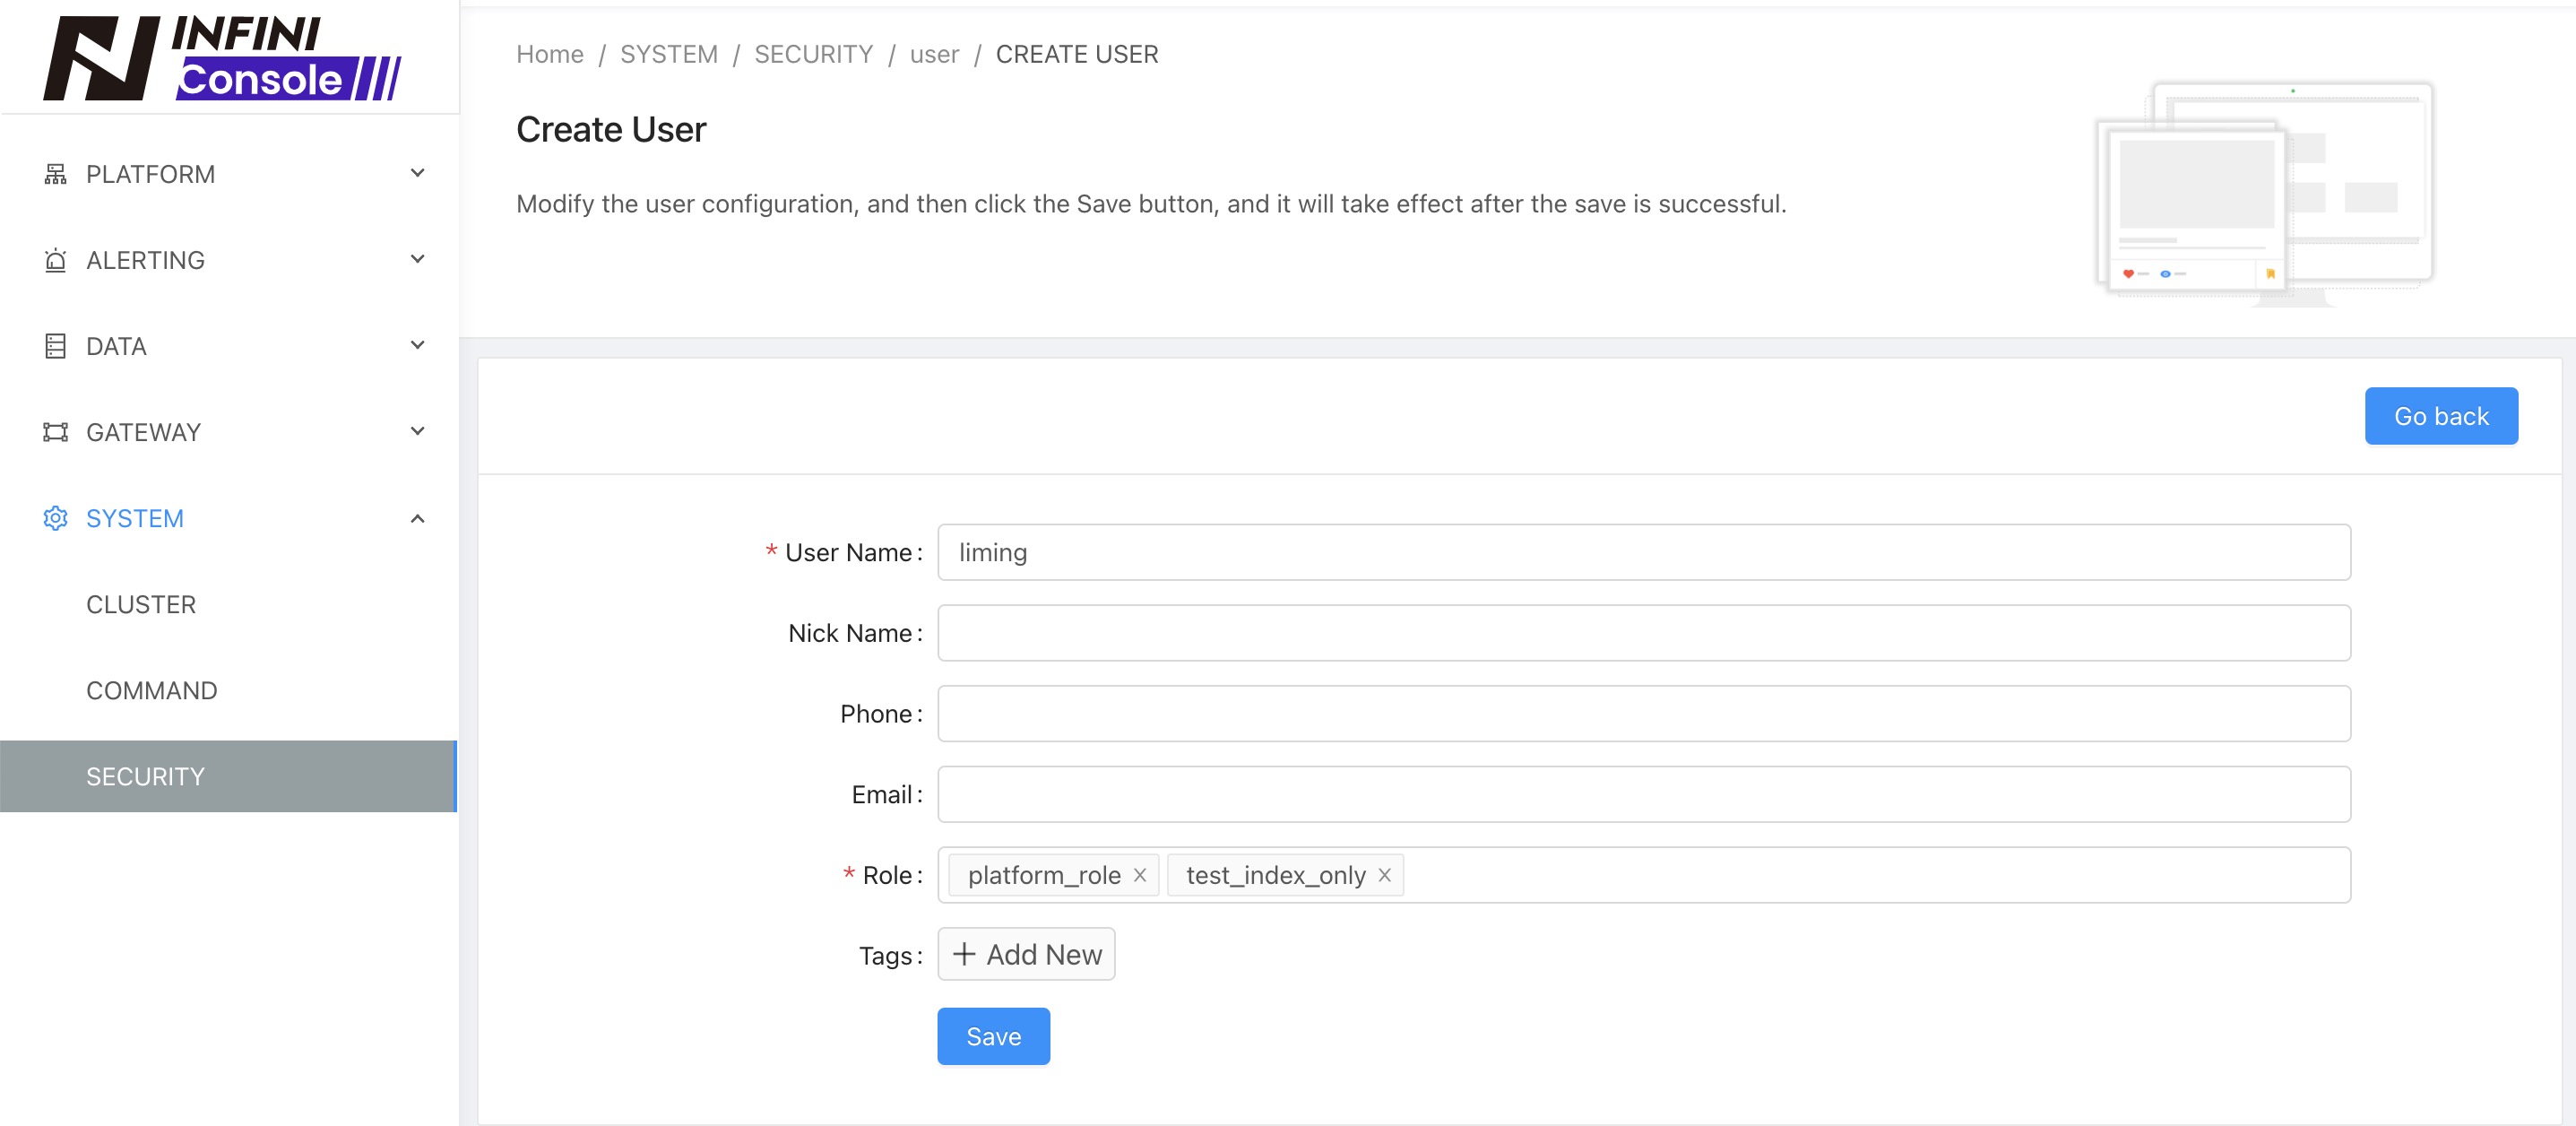 INFINI
Console
PLATFORM
ALERTING
DATA
GATEWAY
SYSTEM
CLUSTER
COMMAND
SECURITY
Home / SYSTEM / SECURITY / user / CREATE USER
Create User
Modify the user configuration, and then click the Save button, and it will take effect after the save is successful.
Go back
* User Name: liming
Nick Name:
Phone:
Email:
* Role: platform_role × test_index_only ×
Tags: + Add New
Save